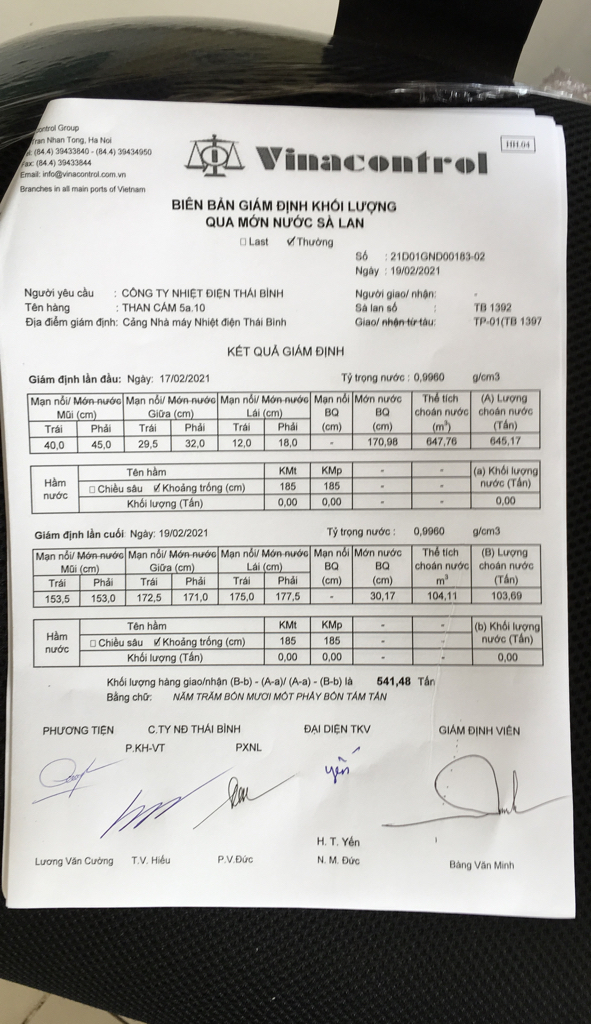 ontrol Group
ran Nhan Tong, Ha Noi
: (84.4) 39433840 - (84.4) 39434950
Fax: (84.4) 39433844
Email: info@vinacontrol.com.vn
Branches in all main ports of Vietnam
Vinacontrol
HH.04
BIÊN BẢN GIÁM ĐỊNH KHỐI LƯỢNG
QUA MỚN NƯỚC SÀ LAN
☐ Last ☑ Thường
Số : 21D01GND00183-02
Ngày : 19/02/2021
Người yêu cầu : CÔNG TY NHIỆT ĐIỆN THÁI BÌNH Người giao/ nhận: -
Tên hàng : THAN CÁM 5a.10 Sà lan số : TB 1392
Địa điểm giám định: Cảng Nhà máy Nhiệt điện Thái Bình Giao/ nhận từ tàu: TP-01(TB 1397
KẾT QUẢ GIÁM ĐỊNH
Giám định lần đầu: Ngày: 17/02/2021 Tỷ trọng nước : 0,9960 g/cm3
Mạn nổi/ Mớn nước Mũi (cm) Mạn nổi/ Mớn nước Giữa (cm) Mạn nổi/ Mớn nước Lái (cm) Mạn nổi BQ (cm) Mớn nước BQ (cm) Thể tích choán nước (m³) (A) Lượng choán nước (Tấn)
Trái Phải Trái Phải Trái Phải
40,0 45,0 29,5 32,0 12,0 18,0 - 170,98 647,76 645,17
Hầm nước Tên hầm KMt KMp - - (a) Khối lượng nước (Tấn)
☐ Chiều sâu ☑ Khoảng trống (cm) 185 185 - -
Khối lượng (Tấn) 0,00 0,00 - - 0,00
Giám định lần cuối: Ngày: 19/02/2021 Tỷ trọng nước : 0,9960 g/cm3
Mạn nổi/ Mớn nước Mũi (cm) Mạn nổi/ Mớn nước Giữa (cm) Mạn nổi/ Mớn nước Lái (cm) Mạn nổi BQ (cm) Mớn nước BQ (cm) Thể tích choán nước m³ (B) Lượng choán nước (Tấn)
Trái Phải Trái Phải Trái Phải
153,5 153,0 172,5 171,0 175,0 177,5 - 30,17 104,11 103,69
Hầm nước Tên hầm KMt KMp - - (b) Khối lượng nước (Tấn)
☐ Chiều sâu ☑ Khoảng trống (cm) 185 185 - -
Khối lượng (Tấn) 0,00 0,00 - - 0,00
Khối lượng hàng giao/nhận (B-b) - (A-a)/ (A-a) - (B-b) là 541,48 Tấn
Bằng chữ: NĂM TRĂM BỐN MƯƠI MỐT PHẨY BỐN TÁM TẤN
PHƯƠNG TIỆN C.TY NĐ THÁI BÌNH ĐẠI DIỆN TKV GIÁM ĐỊNH VIÊN
P.KH-VT PXNL
yến
H. T. Yến
Lương Văn Cường T.V. Hiếu P.V.Đức N. M. Đức Bàng Văn Minh